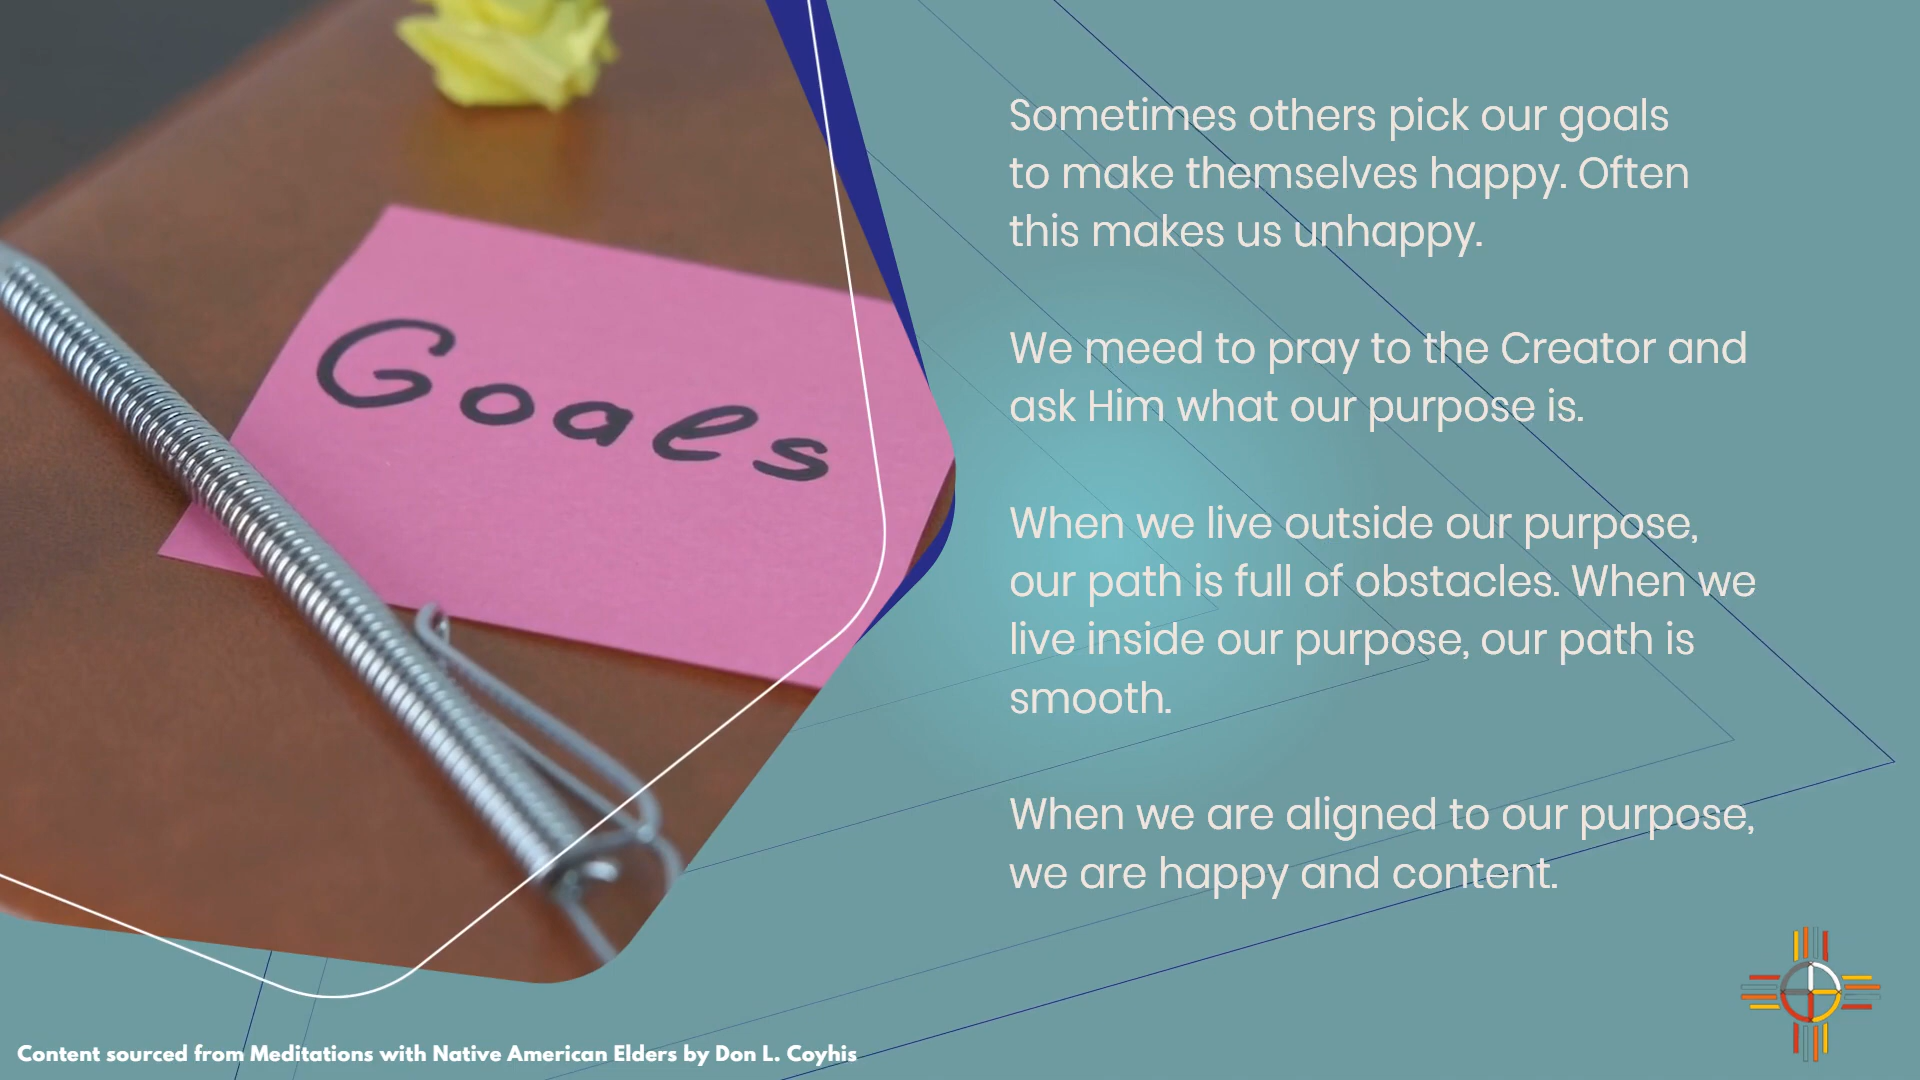 Goals
Sometimes others pick our goals
to make themselves happy. Often
this makes us unhappy.
We meed to pray to the Creator and
ask Him what our purpose is.
When we live outside our purpose,
our path is full of obstacles. When we
live inside our purpose, our path is
smooth.
When we are aligned to our purpose,
we are happy and content.
Content sourced from Meditations with Native American Elders by Don L. Coyhis